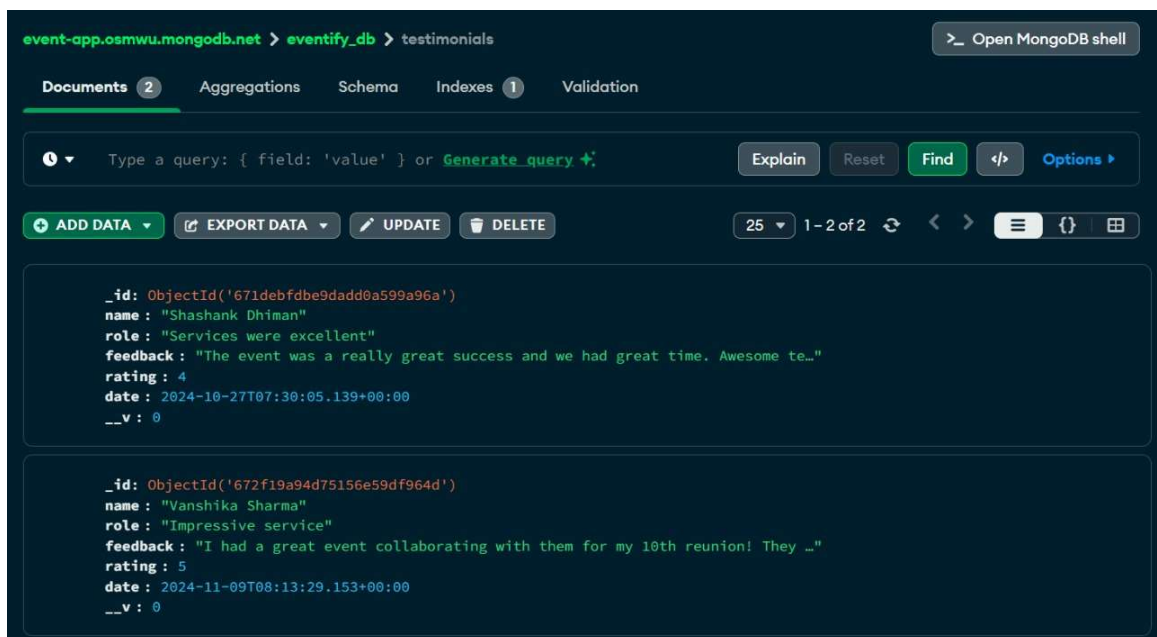 event-app.osmwu.mongodb.net > eventify_db > testimonials
>_ Open MongoDB shell
Documents 2 Aggregations Schema Indexes 1 Validation
Type a query: { field: 'value' } or Generate query
Explain Reset Find </> Options
ADD DATA EXPORT DATA UPDATE DELETE
25 1–2 of 2 {}
_id: ObjectId('671debfdbe9dadd0a599a96a')
name : "Shashank Dhiman"
role : "Services were excellent"
feedback : "The event was a really great success and we had great time. Awesome te…"
rating : 4
date : 2024-10-27T07:30:05.139+00:00
__v : 0
_id: ObjectId('672f19a94d75156e59df964d')
name : "Vanshika Sharma"
role : "Impressive service"
feedback : "I had a great event collaborating with them for my 10th reunion! They …"
rating : 5
date : 2024-11-09T08:13:29.153+00:00
__v : 0